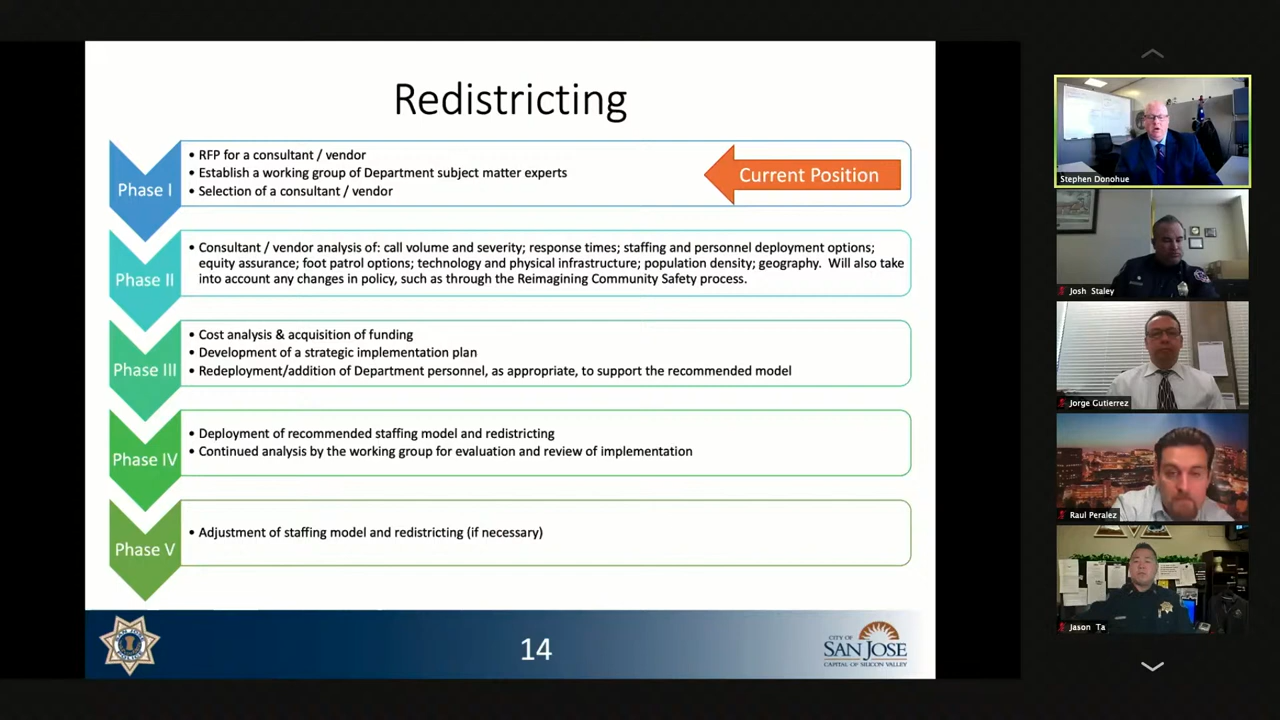 Redistricting
Phase I
• RFP for a consultant / vendor
• Establish a working group of Department subject matter experts
• Selection of a consultant / vendor
Current Position
Phase II
• Consultant / vendor analysis of: call volume and severity; response times; staffing and personnel deployment options;
equity assurance; foot patrol options; technology and physical infrastructure; population density; geography. Will also take
into account any changes in policy, such as through the Reimagining Community Safety process.
Phase III
• Cost analysis & acquisition of funding
• Development of a strategic implementation plan
• Redeployment/addition of Department personnel, as appropriate, to support the recommended model
Phase IV
• Deployment of recommended staffing model and redistricting
• Continued analysis by the working group for evaluation and review of implementation
Phase V
• Adjustment of staffing model and redistricting (if necessary)
SAN JOSE
POLICE
14
CITY OF
SAN JOSE
CAPITAL OF SILICON VALLEY
Stephen Donohue
Josh Staley
Jorge Gutierrez
Raul Peralez
Jason Ta